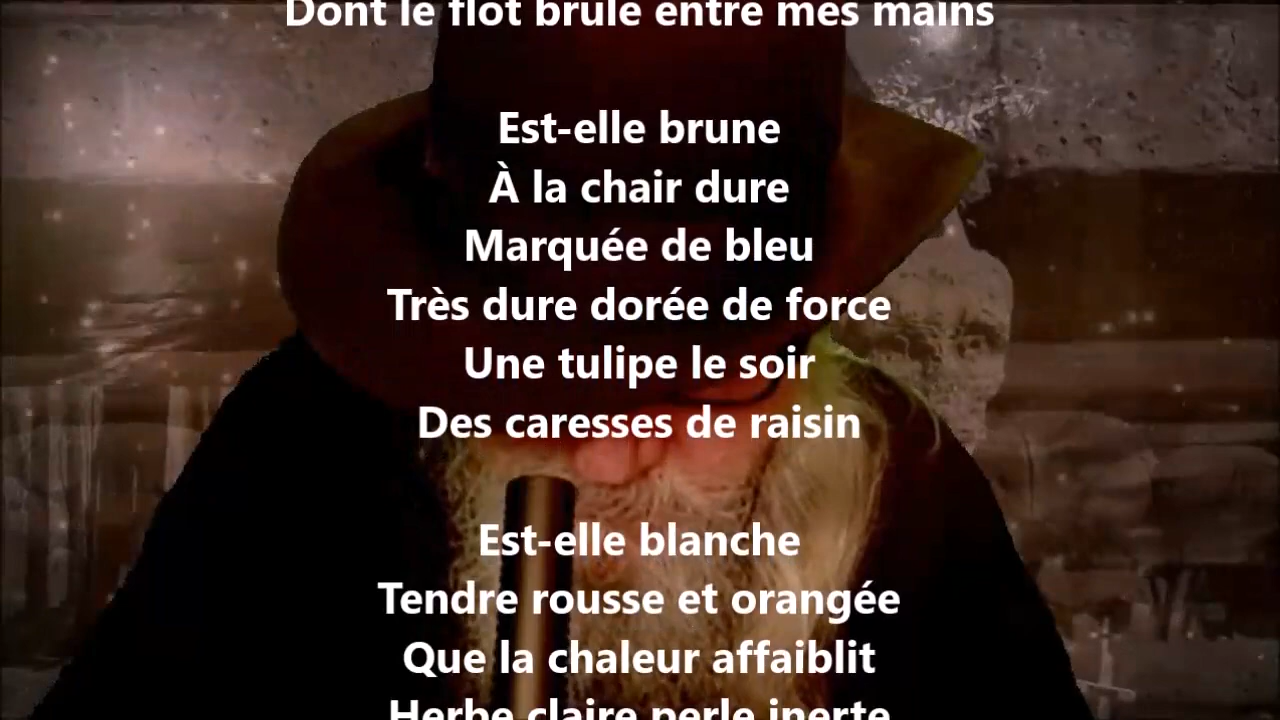 Dont le flot brûle entre mes mains
Est-elle brune
À la chair dure
Marquée de bleu
Très dure dorée de force
Une tulipe le soir
Des caresses de raisin
Est-elle blanche
Tendre rousse et orangée
Que la chaleur affaiblit
Herbe claire perle inerte